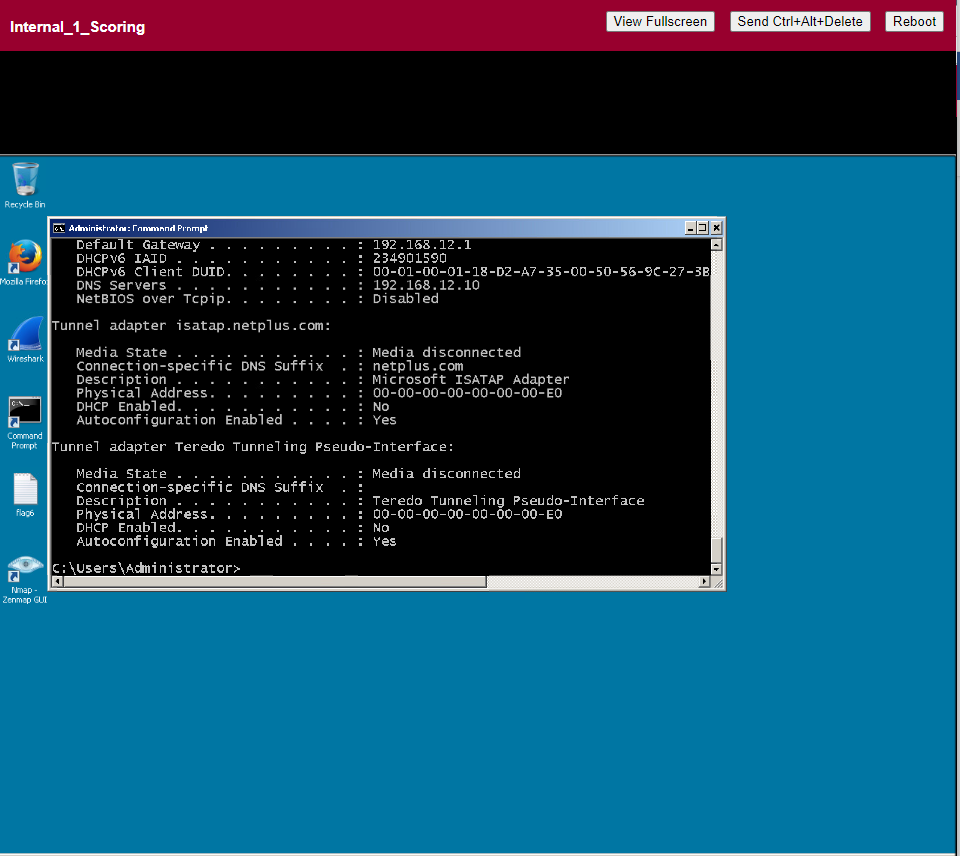 Internal_1_Scoring
View Fullscreen
Send Ctrl+Alt+Delete
Reboot
Recycle Bin
Mozilla Firefo
Wireshark
Command
Prompt
flag6
Nmap -
Zenmap GUI
Administrator: Command Prompt
Default Gateway . . . . . . . . . : 192.168.12.1
DHCPv6 IAID . . . . . . . . . . . : 234901590
DHCPv6 Client DUID. . . . . . . . : 00-01-00-01-18-D2-A7-35-00-50-56-9C-27-3B
DNS Servers . . . . . . . . . . . : 192.168.12.10
NetBIOS over Tcpip. . . . . . . . : Disabled
Tunnel adapter isatap.netplus.com:
Media State . . . . . . . . . . . : Media disconnected
Connection-specific DNS Suffix  . : netplus.com
Description . . . . . . . . . . . : Microsoft ISATAP Adapter
Physical Address. . . . . . . . . : 00-00-00-00-00-00-00-E0
DHCP Enabled. . . . . . . . . . . : No
Autoconfiguration Enabled . . . . : Yes
Tunnel adapter Teredo Tunneling Pseudo-Interface:
Media State . . . . . . . . . . . : Media disconnected
Connection-specific DNS Suffix  . :
Description . . . . . . . . . . . : Teredo Tunneling Pseudo-Interface
Physical Address. . . . . . . . . : 00-00-00-00-00-00-00-E0
DHCP Enabled. . . . . . . . . . . : No
Autoconfiguration Enabled . . . . : Yes
C:\Users\Administrator>